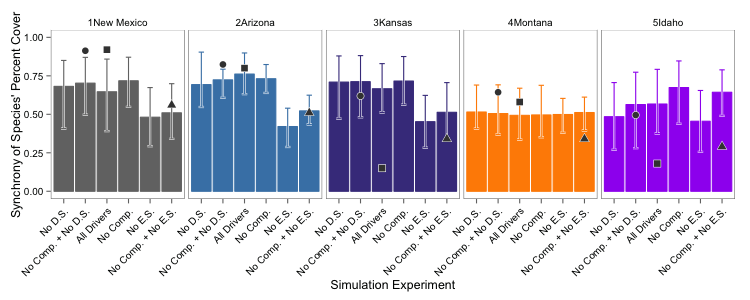 1New Mexico
2Arizona
3Kansas
4Montana
5Idaho
Synchrony of Species' Percent Cover
1.00
0.75
0.50
0.25
0.00
No D.S.
No Comp. + No D.S.
All Drivers
No Comp.
No E.S.
No Comp. + No E.S.
No D.S.
No Comp. + No D.S.
All Drivers
No Comp.
No E.S.
No Comp. + No E.S.
No D.S.
No Comp. + No D.S.
All Drivers
No Comp.
No E.S.
No Comp. + No E.S.
No D.S.
No Comp. + No D.S.
All Drivers
No Comp.
No E.S.
No Comp. + No E.S.
No D.S.
No Comp. + No D.S.
All Drivers
No Comp.
No E.S.
No Comp. + No E.S.
Simulation Experiment